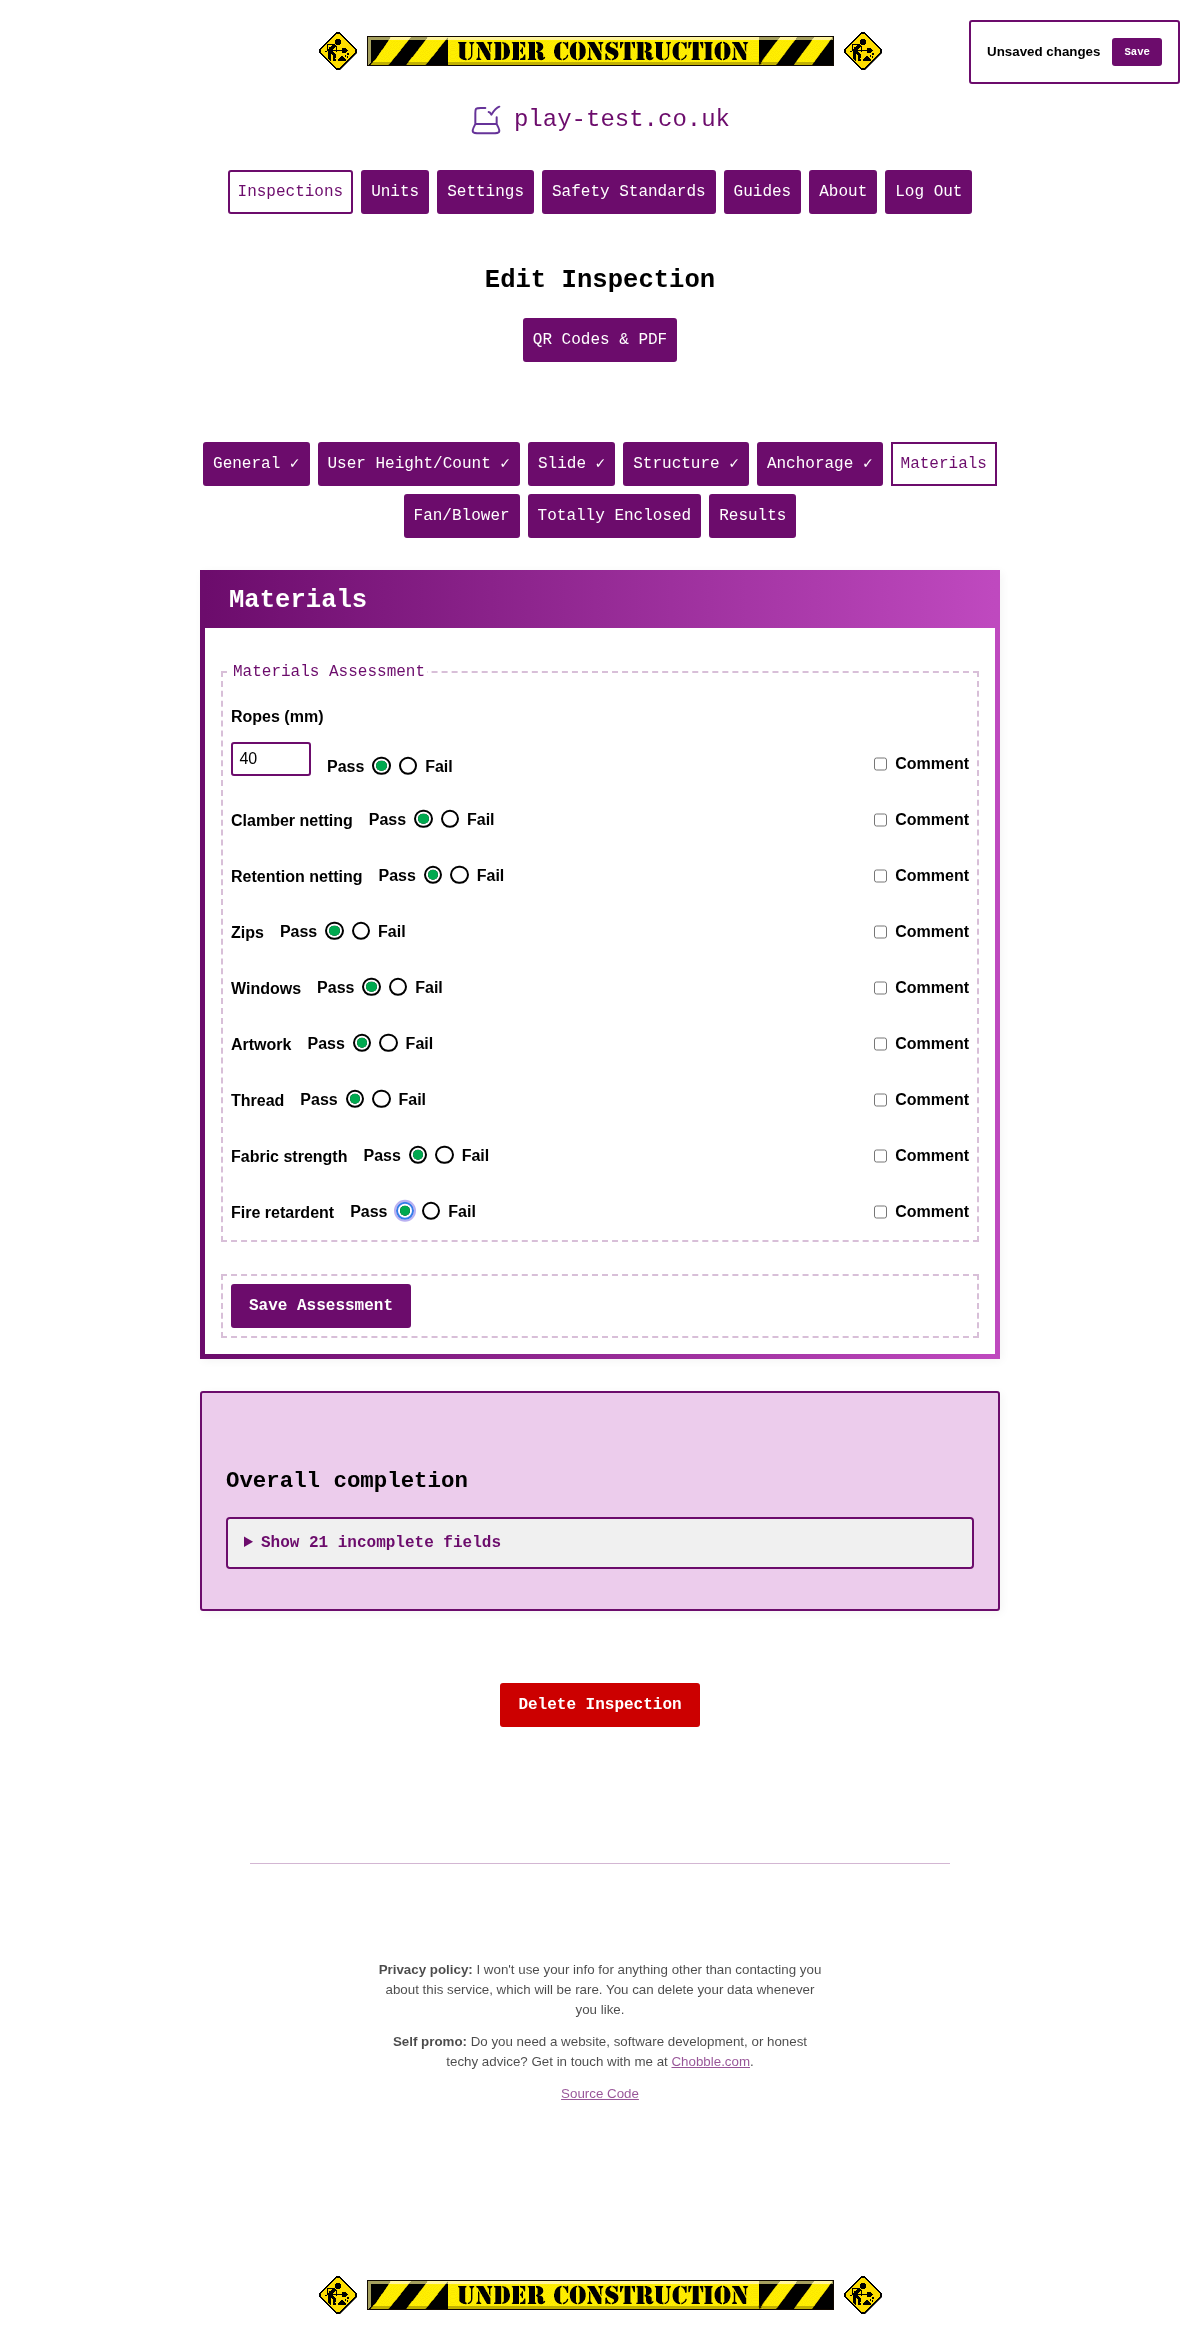 UNDER CONSTRUCTION
Unsaved changes Save
play-test.co.uk
Inspections Units Settings Safety Standards Guides About Log Out
Edit Inspection
QR Codes & PDF
General ✓ User Height/Count ✓ Slide ✓ Structure ✓ Anchorage ✓ Materials
Fan/Blower Totally Enclosed Results
Materials
Materials Assessment
Ropes (mm)
40 Pass Fail Comment
Clamber netting Pass Fail Comment
Retention netting Pass Fail Comment
Zips Pass Fail Comment
Windows Pass Fail Comment
Artwork Pass Fail Comment
Thread Pass Fail Comment
Fabric strength Pass Fail Comment
Fire retardent Pass Fail Comment
Save Assessment
Overall completion
Show 21 incomplete fields
Delete Inspection
Privacy policy: I won't use your info for anything other than contacting you
about this service, which will be rare. You can delete your data whenever
you like.
Self promo: Do you need a website, software development, or honest
techy advice? Get in touch with me at Chobble.com.
Source Code
UNDER CONSTRUCTION